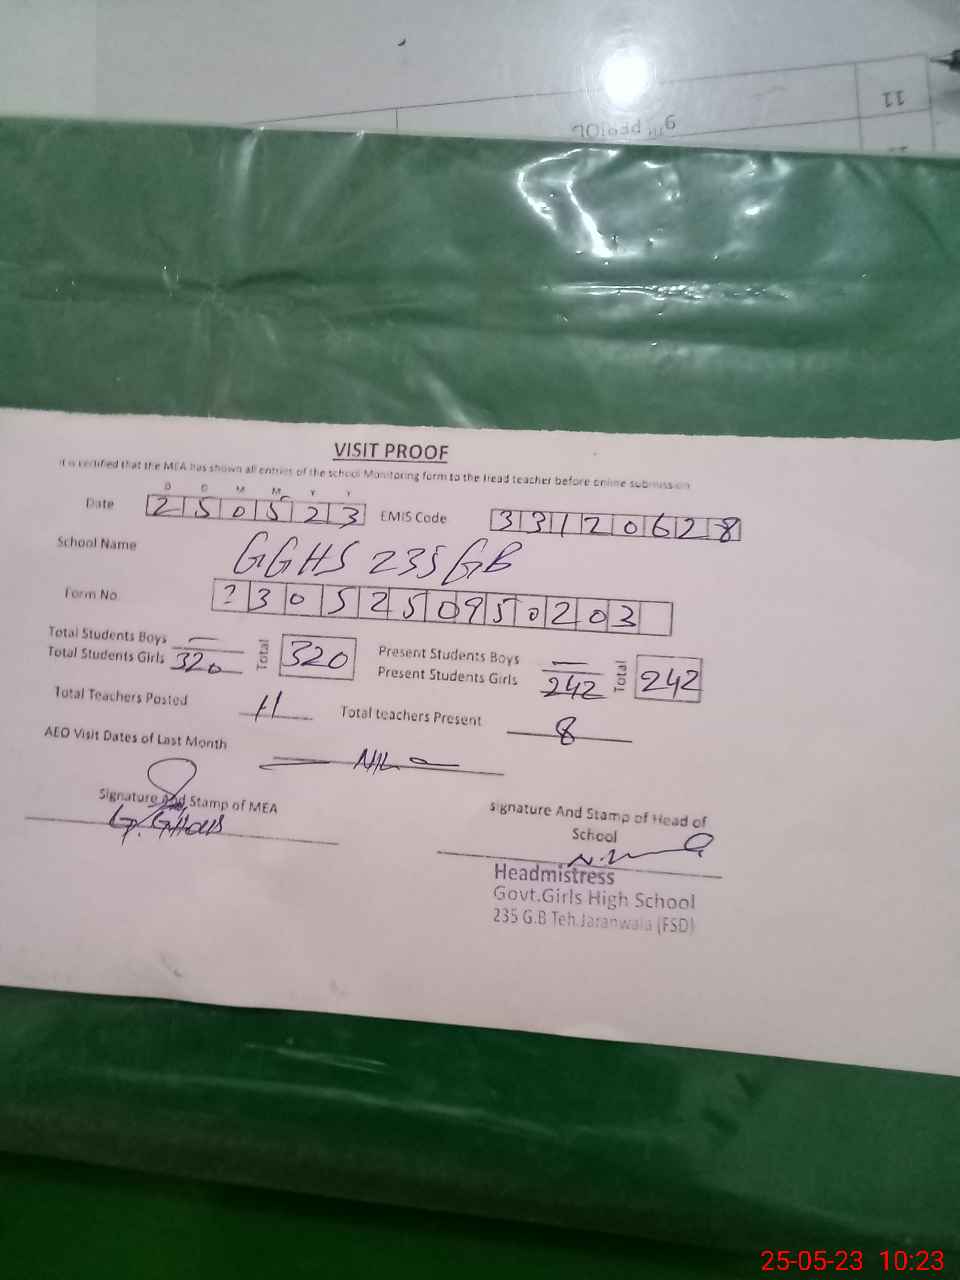 11
9th period
VISIT PROOF
It is certified that the MEA has shown all entries of the school Monitoring form to the Head teacher before online submission
D D M M Y Y
Date 250523 EMIS Code 33120628
School Name GGHS 235 GB
Form No. 2305250950203
Total Students Boys — Total 320 Present Students Boys — Total 242
Total Students Girls 320 Present Students Girls 242
Total Teachers Posted 11 Total teachers Present 8
AEO Visit Dates of Last Month — NIL —
Signature And Stamp of MEA
G. GHOUS
Signature And Stamp of Head of
School
Headmistress
Govt.Girls High School
235 G.B Teh.Jaranwala (FSD)
25-05-23 10:23